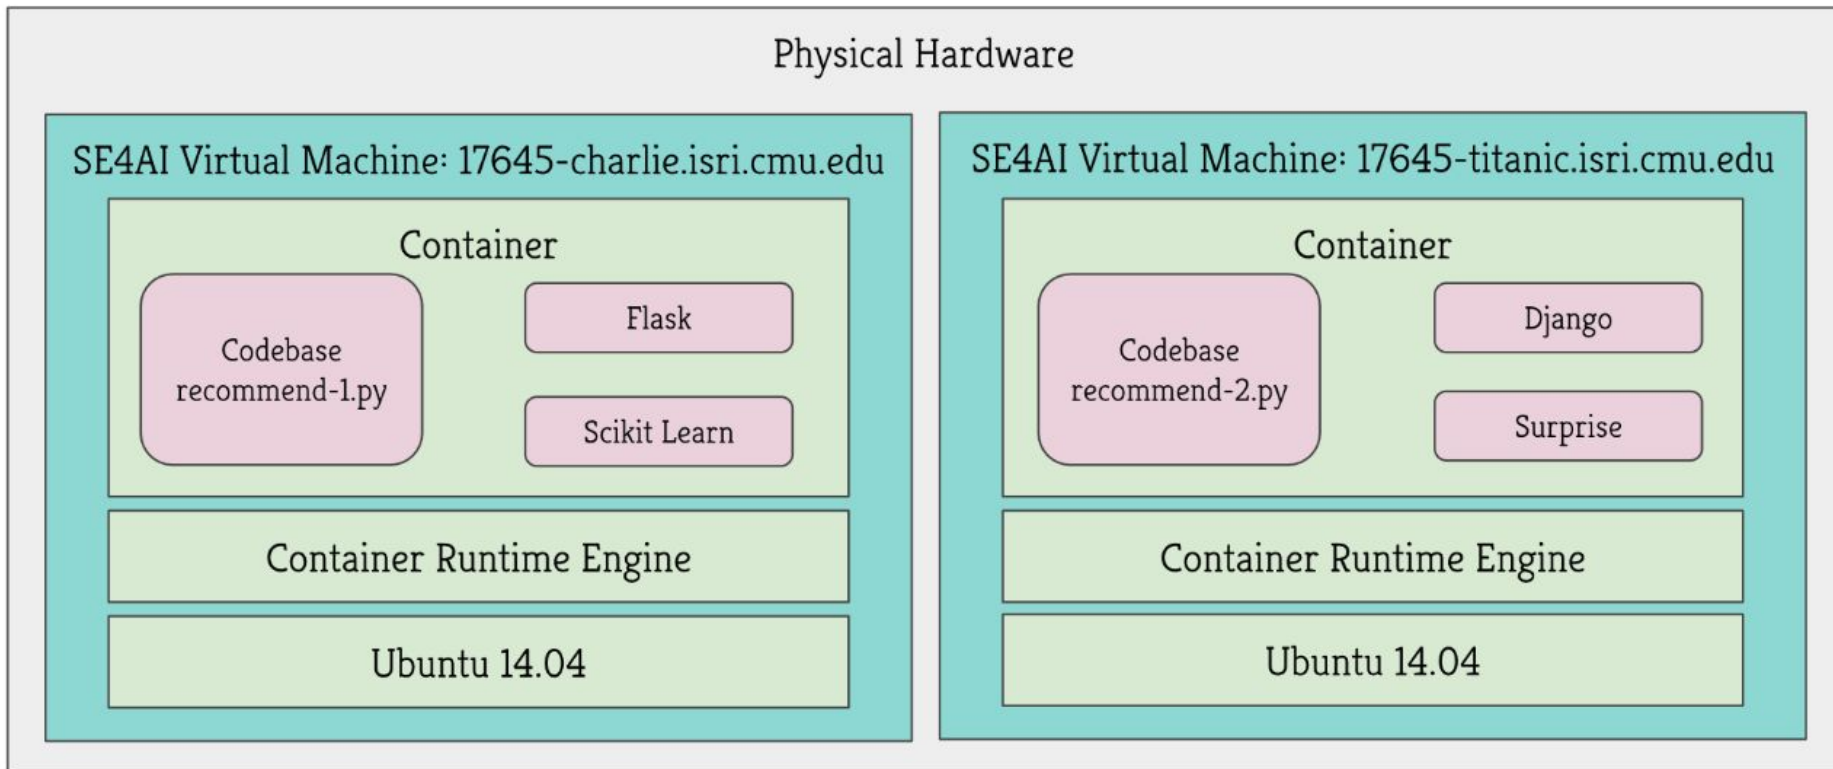 Physical Hardware
SE4AI Virtual Machine: 17645-charlie.isri.cmu.edu
Container
Codebase
recommend-1.py
Flask
Scikit Learn
Container Runtime Engine
Ubuntu 14.04
SE4AI Virtual Machine: 17645-titanic.isri.cmu.edu
Container
Codebase
recommend-2.py
Django
Surprise
Container Runtime Engine
Ubuntu 14.04